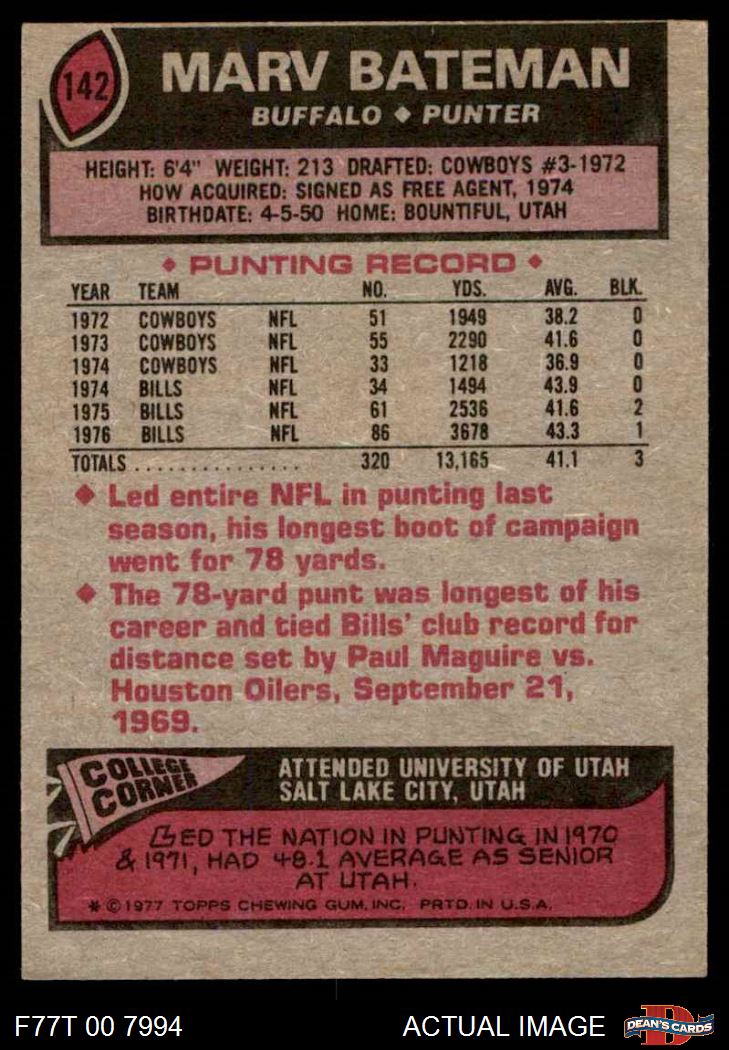 142
MARV BATEMAN
BUFFALO ♦ PUNTER
HEIGHT: 6'4" WEIGHT: 213 DRAFTED: COWBOYS #3-1972
HOW ACQUIRED: SIGNED AS FREE AGENT, 1974
BIRTHDATE: 4-5-50 HOME: BOUNTIFUL, UTAH
♦ PUNTING RECORD ♦
YEAR TEAM NO. YDS. AVG. BLK.
1972 COWBOYS NFL 51 1949 38.2 0
1973 COWBOYS NFL 55 2290 41.6 0
1974 COWBOYS NFL 33 1218 36.9 0
1974 BILLS NFL 34 1494 43.9 0
1975 BILLS NFL 61 2536 41.6 2
1976 BILLS NFL 86 3678 43.3 1
TOTALS . . . . . . . . . . . . . . . . 320 13,165 41.1 3
♦ Led entire NFL in punting last
season, his longest boot of campaign
went for 78 yards.
♦ The 78-yard punt was longest of his
career and tied Bills' club record for
distance set by Paul Maguire vs.
Houston Oilers, September 21,
1969.
COLLEGE
CORNER
ATTENDED UNIVERSITY OF UTAH
SALT LAKE CITY, UTAH
LED THE NATION IN PUNTING IN 1970
& 1971, HAD 48.1 AVERAGE AS SENIOR
AT UTAH.
* © 1977 TOPPS CHEWING GUM, INC. PRTD. IN U.S.A.
F77T 00 7994 ACTUAL IMAGE
D
DEAN'S CARDS